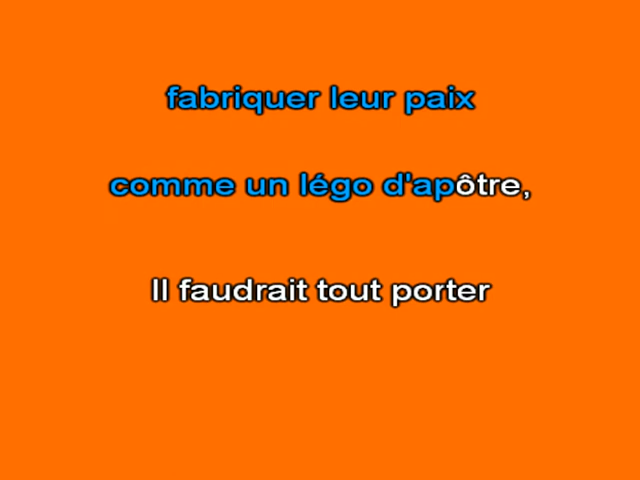 fabriquer leur paix
comme un légo d'apôtre,
Il faudrait tout porter